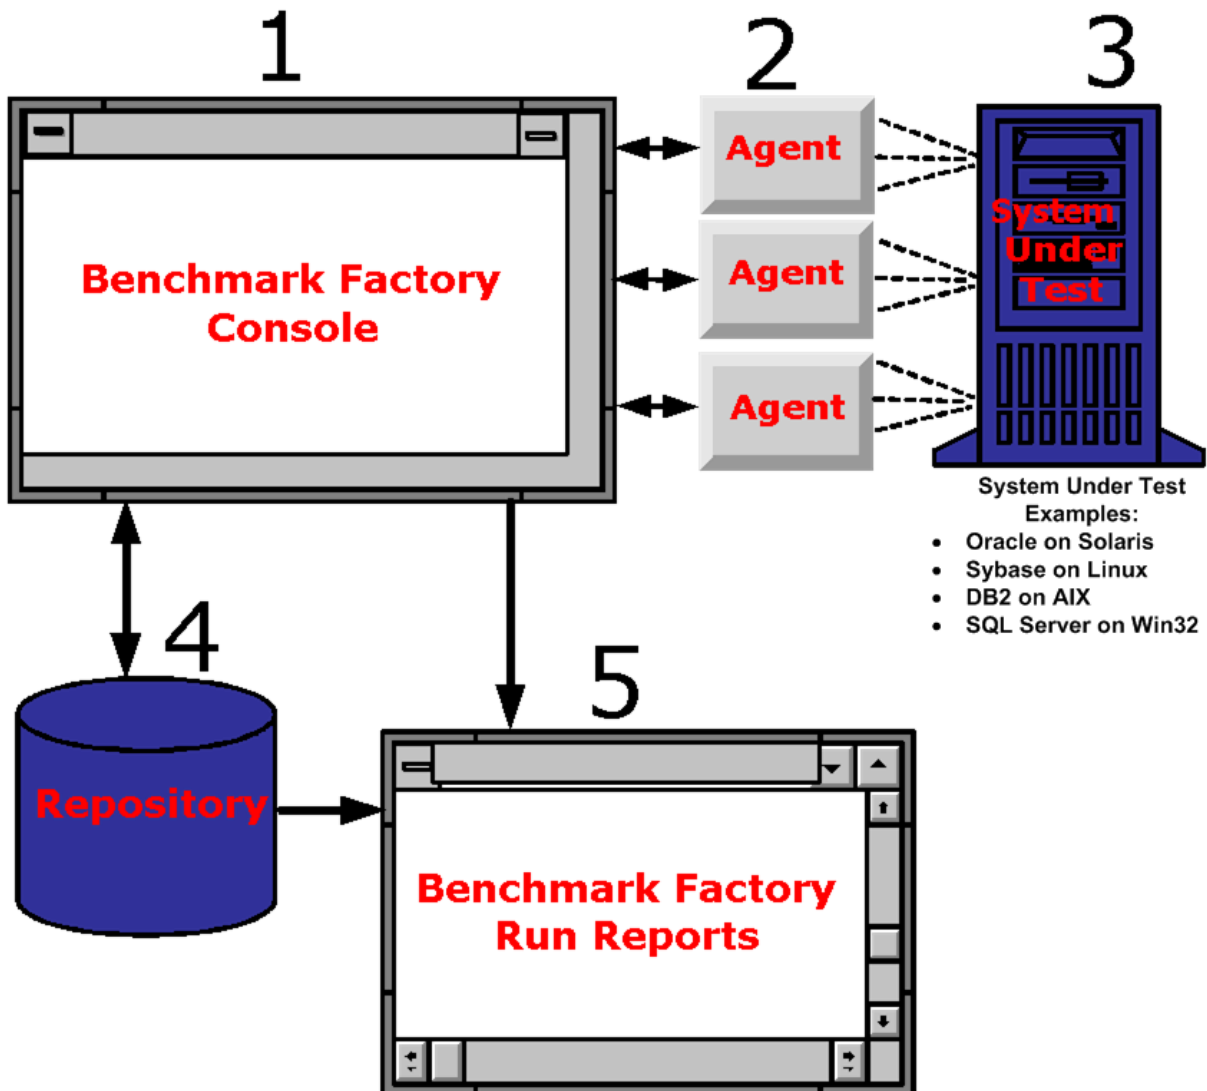 1
2
3
Benchmark Factory
Console
Agent
Agent
Agent
System
Under
Test
System Under Test
Examples:
• Oracle on Solaris
• Sybase on Linux
• DB2 on AIX
• SQL Server on Win32
4
5
Repository
Benchmark Factory
Run Reports